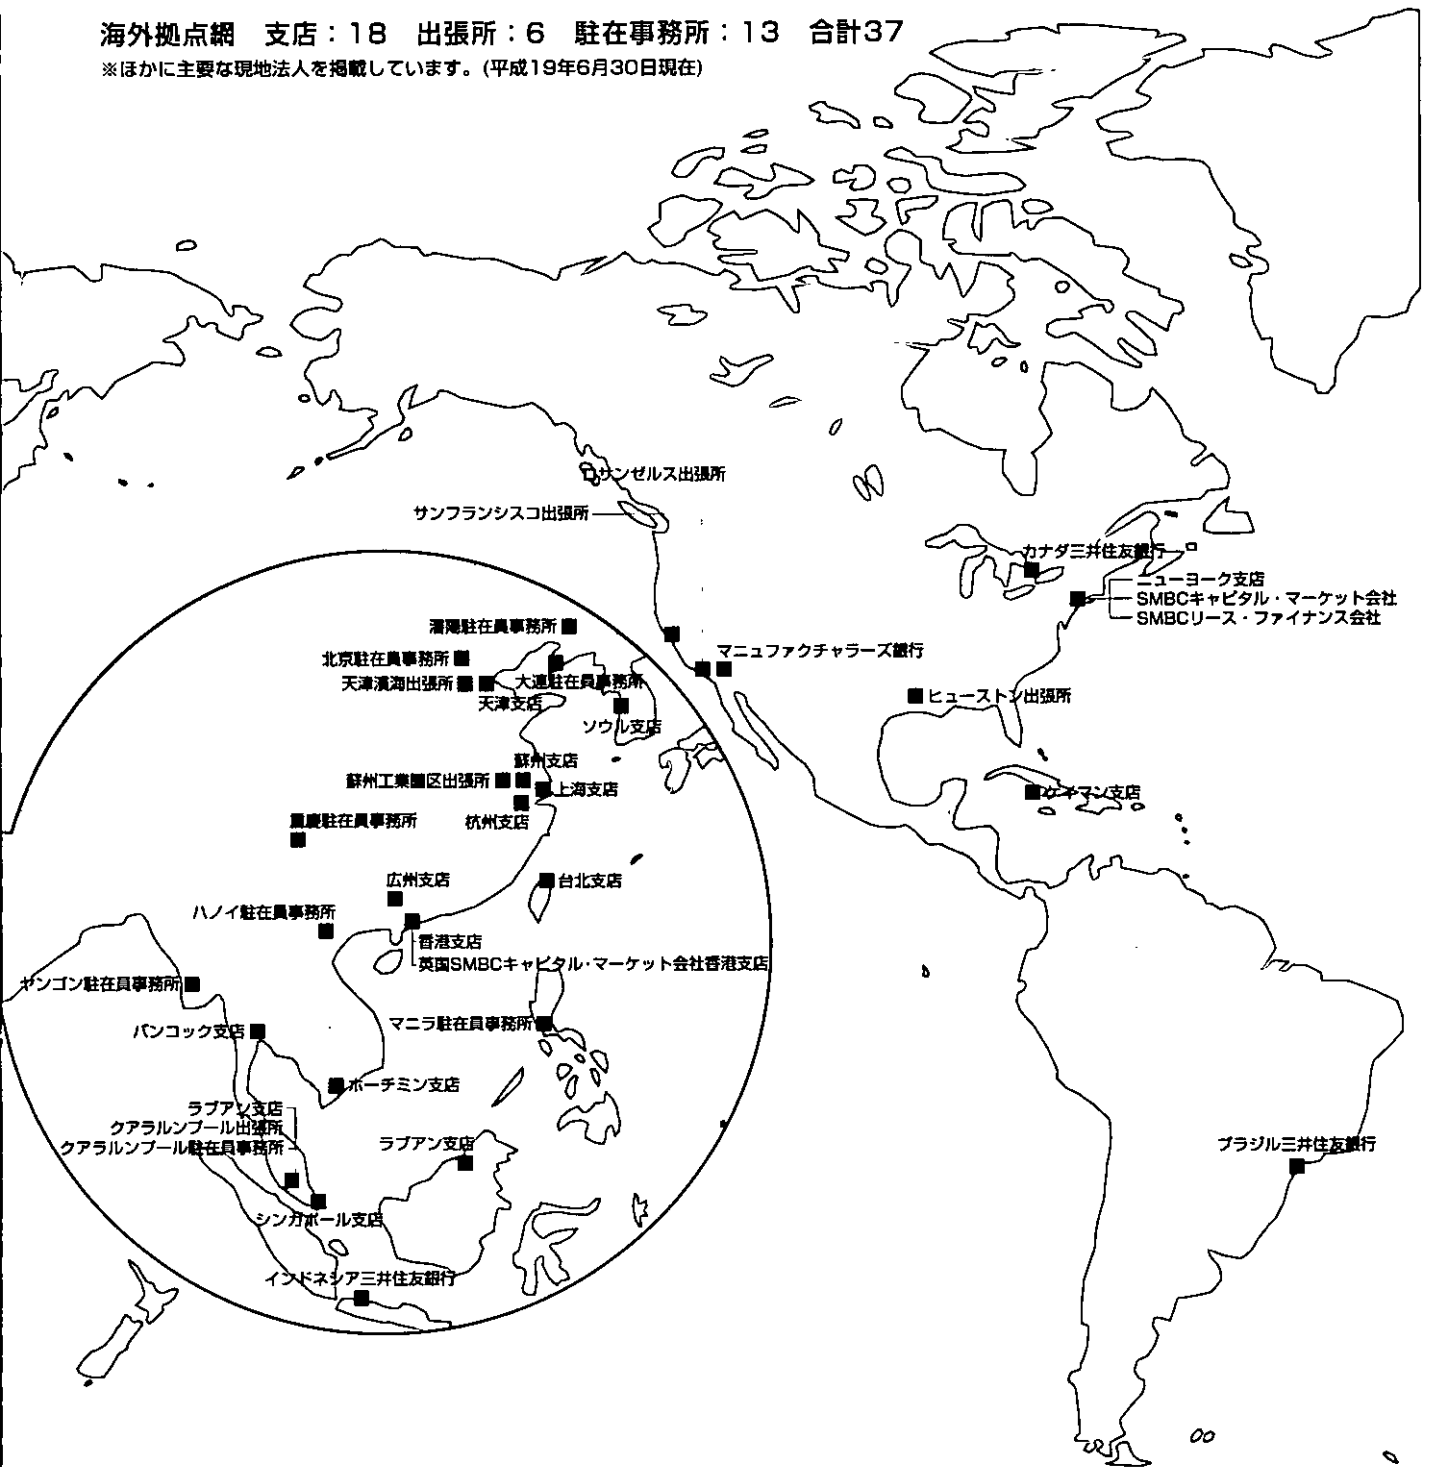 海外拠点網　支店：18　出張所：6　駐在事務所：13　合計37
※ほかに主要な現地法人を掲載しています。(平成19年6月30日現在)
ロサンゼルス出張所
サンフランシスコ出張所
カナダ三井住友銀行
ニューヨーク支店
SMBCキャピタル・マーケット会社
SMBCリース・ファイナンス会社
瀋陽駐在員事務所
北京駐在員事務所
マニュファクチャラーズ銀行
天津濱海出張所
大連駐在員事務所
天津支店
ヒューストン出張所
ソウル支店
蘇州支店
蘇州工業園区出張所
上海支店
ケイマン支店
杭州支店
重慶駐在員事務所
広州支店
台北支店
ハノイ駐在員事務所
香港支店
英国SMBCキャピタル・マーケット会社香港支店
ヤンゴン駐在員事務所
マニラ駐在員事務所
バンコック支店
ホーチミン支店
ラブアン支店
クアラルンプール出張所
クアラルンプール駐在員事務所
ラブアン支店
ブラジル三井住友銀行
シンガポール支店
インドネシア三井住友銀行